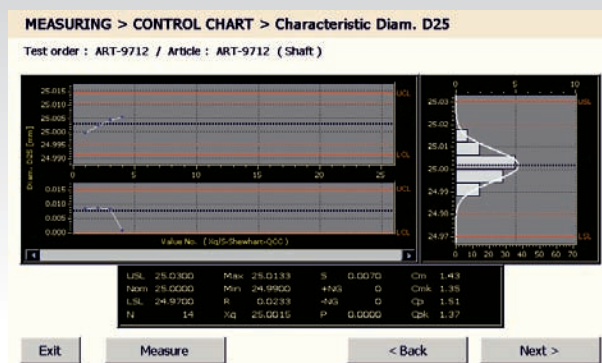 MEASURING > CONTROL CHART > Characteristic Diam. D25
Test order : ART-9712 / Article : ART-9712 ( Shaft )
0 5 10
25.015
25.010
25.005
25.000
24.995
24.990
Diam. D25 [mm]
UCL
LCL
0 5 10 15 20 25
0.015
0.010
0.005
0.000
UCL
LCL
Value No. ( Xq/S-Shewhart-QCC )
25.03
25.02
25.01
25.00
24.99
24.98
24.97
USL
LSL
0 10 20 30 40 50 60 70
USL 25.0300 Max 25.0133 S 0.0070 Cm 1.43
Nom 25.0000 Min 24.9900 +NG 0 Cmk 1.35
LSL 24.9700 R 0.0233 -NG 0 Cp 1.51
N 14 Xq 25.0015 P 0.0000 Cpk 1.37
Exit Measure < Back Next >